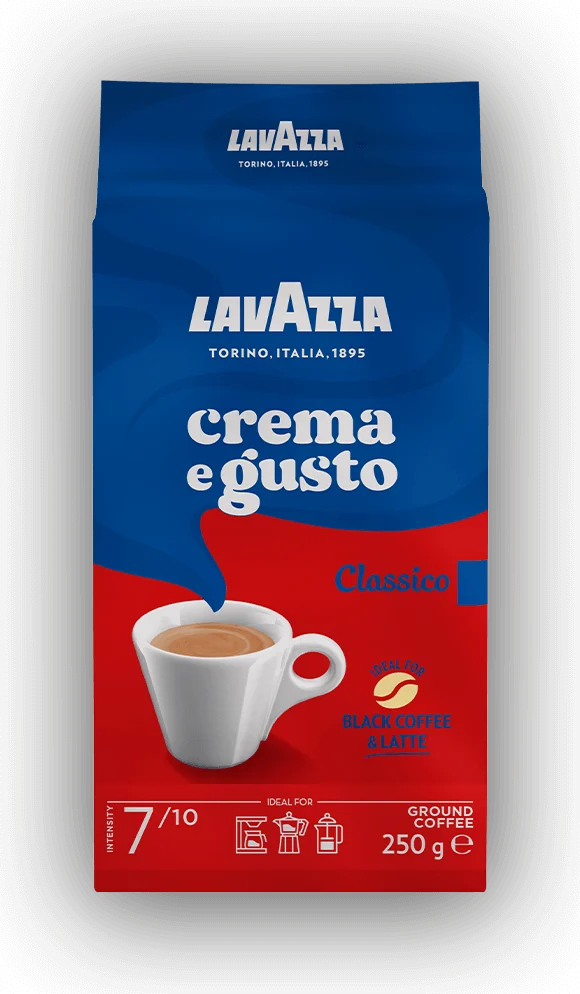 LAVAZZA
TORINO, ITALIA, 1895
LAVAZZA
TORINO, ITALIA, 1895
crema
e gusto
Classico
IDEAL FOR
BLACK COFFEE
& LATTE
INTENSITY
7/10
IDEAL FOR
GROUND
COFFEE
250 g ℮